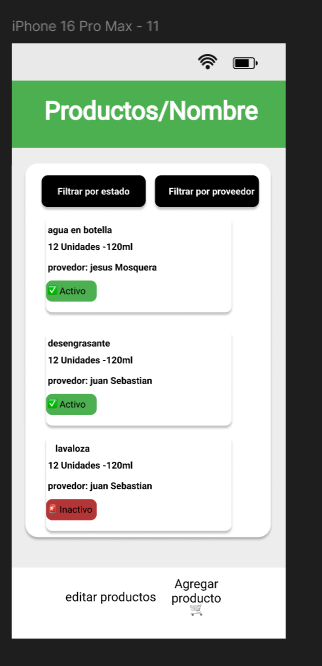 iPhone 16 Pro Max - 11
Productos/Nombre
Filtrar por estado
Filtrar por proveedor
agua en botella
12 Unidades -120ml
provedor: jesus Mosquera
✅ Activo
desengrasante
12 Unidades -120ml
provedor: juan Sebastian
✅ Activo
lavaloza
12 Unidades -120ml
provedor: juan Sebastian
🚨 Inactivo
editar productos
Agregar
producto
🛒